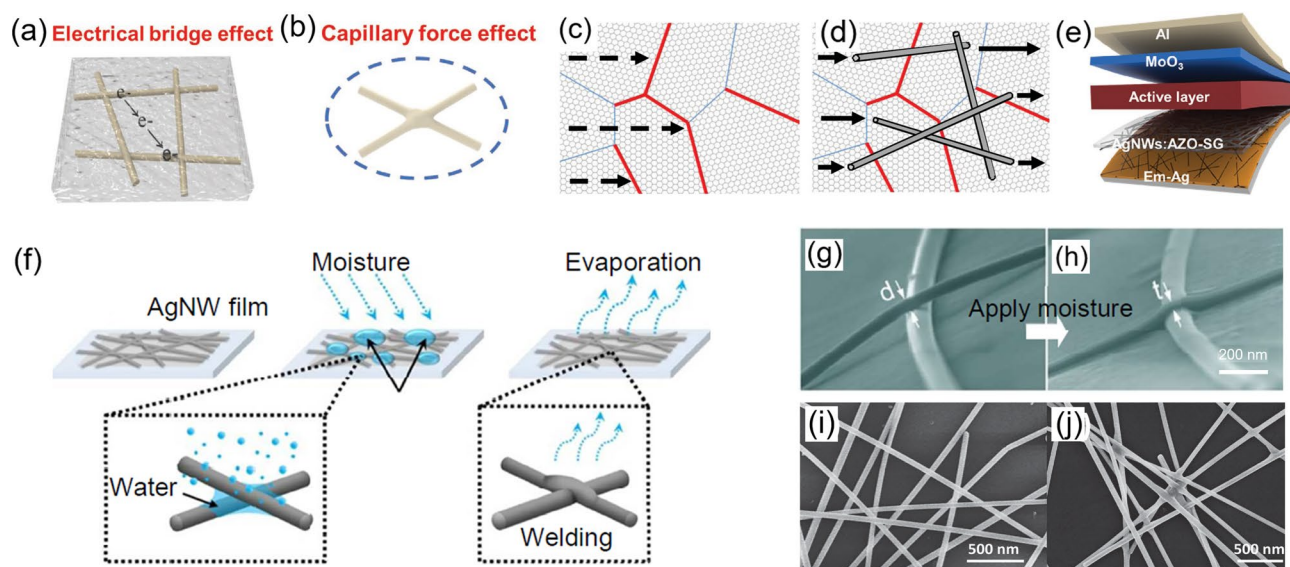 (a) Electrical bridge effect
e-
e-
e-
(b) Capillary force effect
(c)
(d)
(e)
Al
MoO₃
Active layer
AgNWs:AZO-SG
Em-Ag
(f)
AgNW film
Moisture
Evaporation
Water
Welding
(g)
d
(h)
t
Apply moisture
200 nm
(i)
500 nm
(j)
500 nm